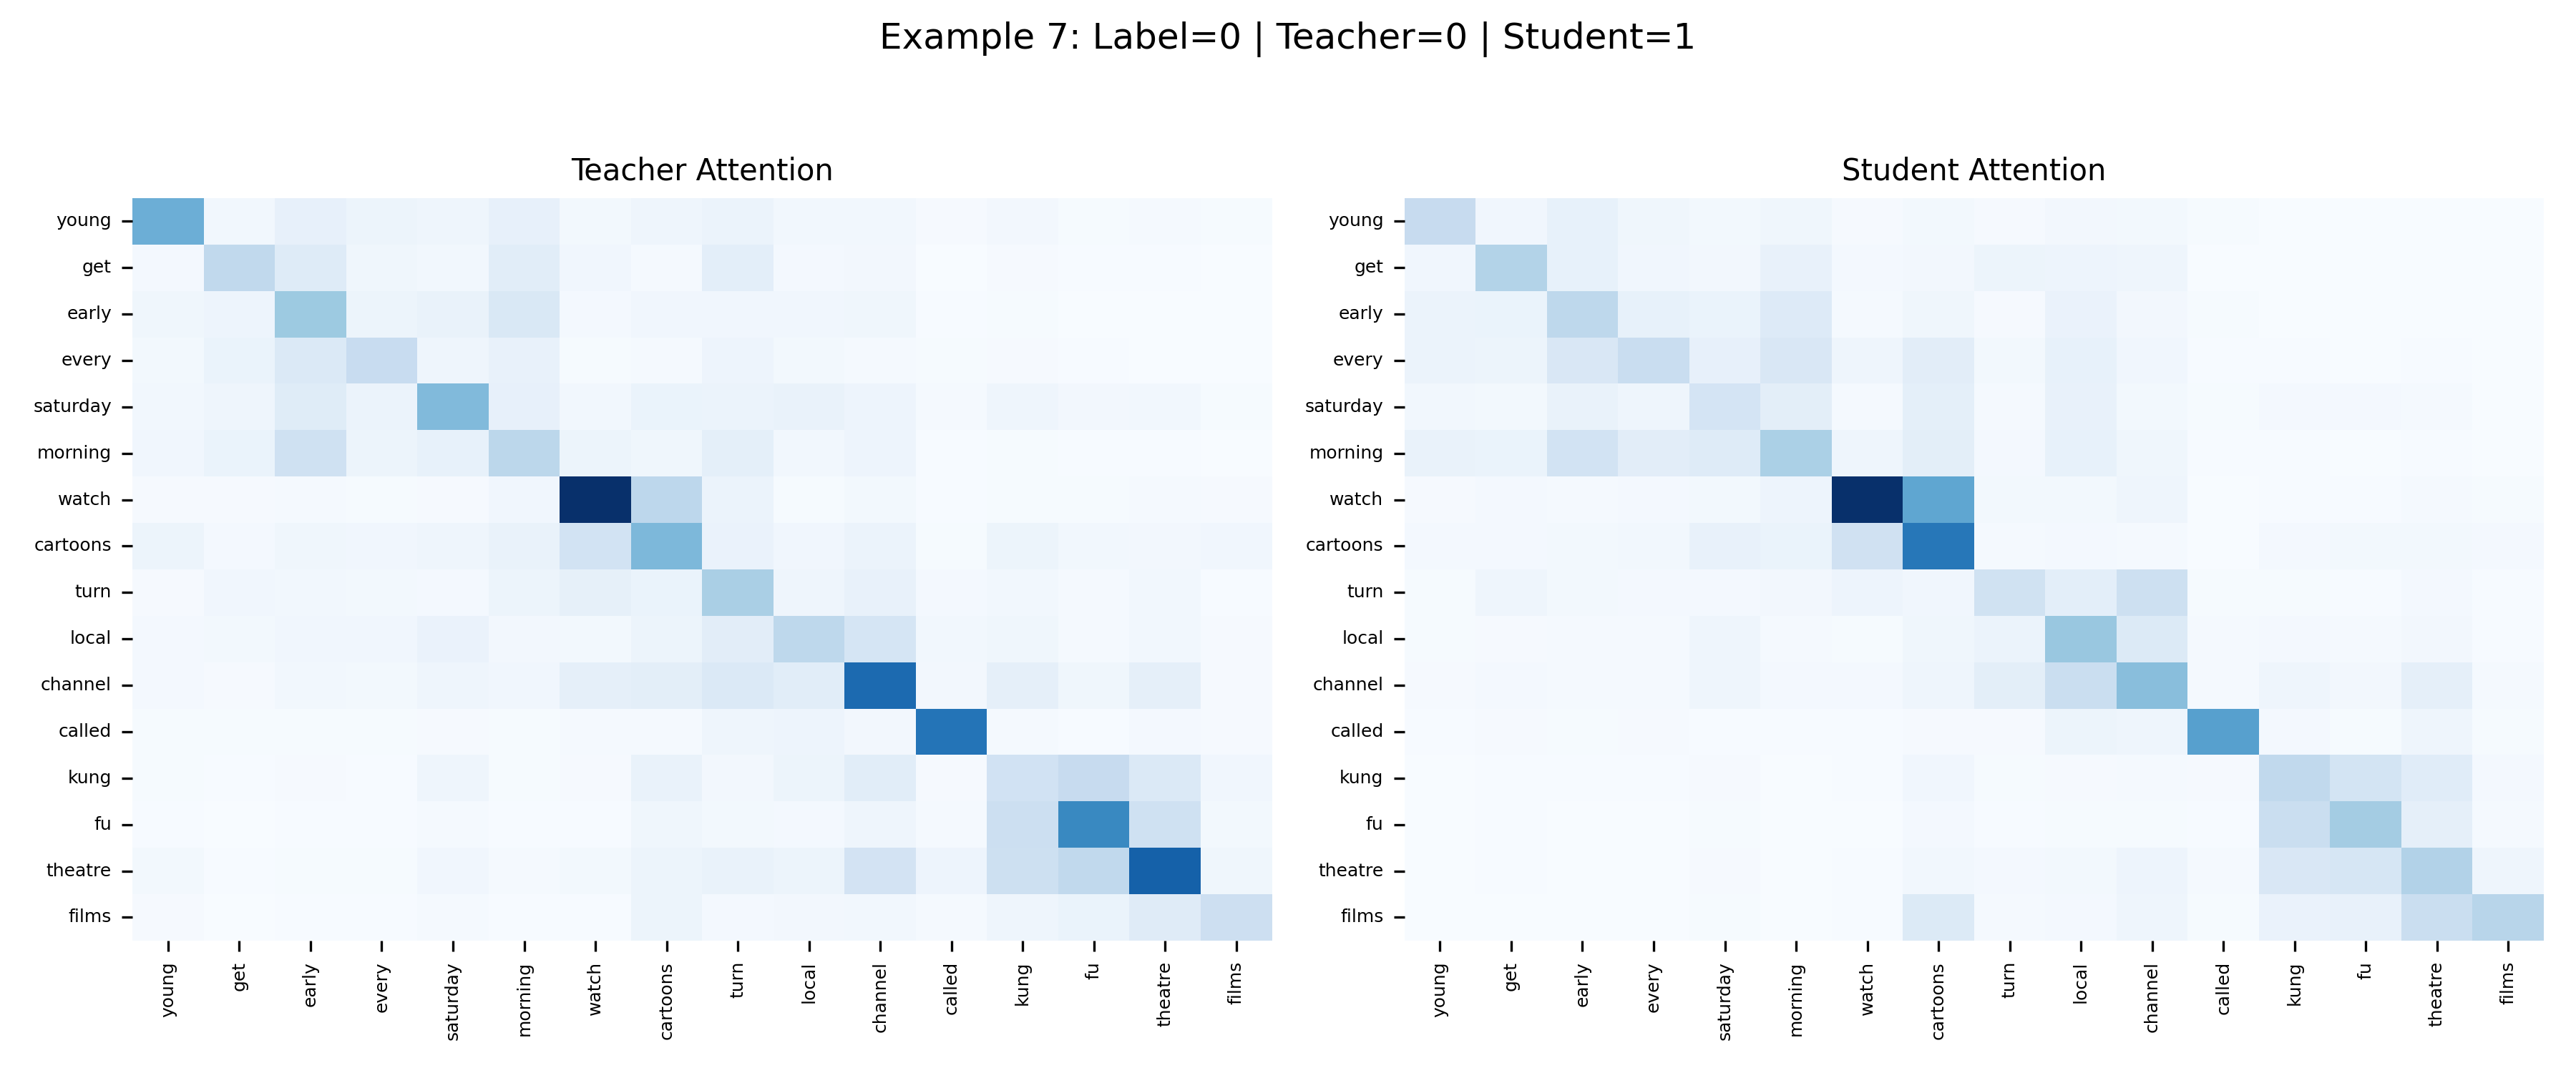 Example 7: Label=0 | Teacher=0 | Student=1
Teacher Attention
young
get
early
every
saturday
morning
watch
cartoons
turn
local
channel
called
kung
fu
theatre
films
young
get
early
every
saturday
morning
watch
cartoons
turn
local
channel
called
kung
fu
theatre
films
Student Attention
young
get
early
every
saturday
morning
watch
cartoons
turn
local
channel
called
kung
fu
theatre
films
young
get
early
every
saturday
morning
watch
cartoons
turn
local
channel
called
kung
fu
theatre
films